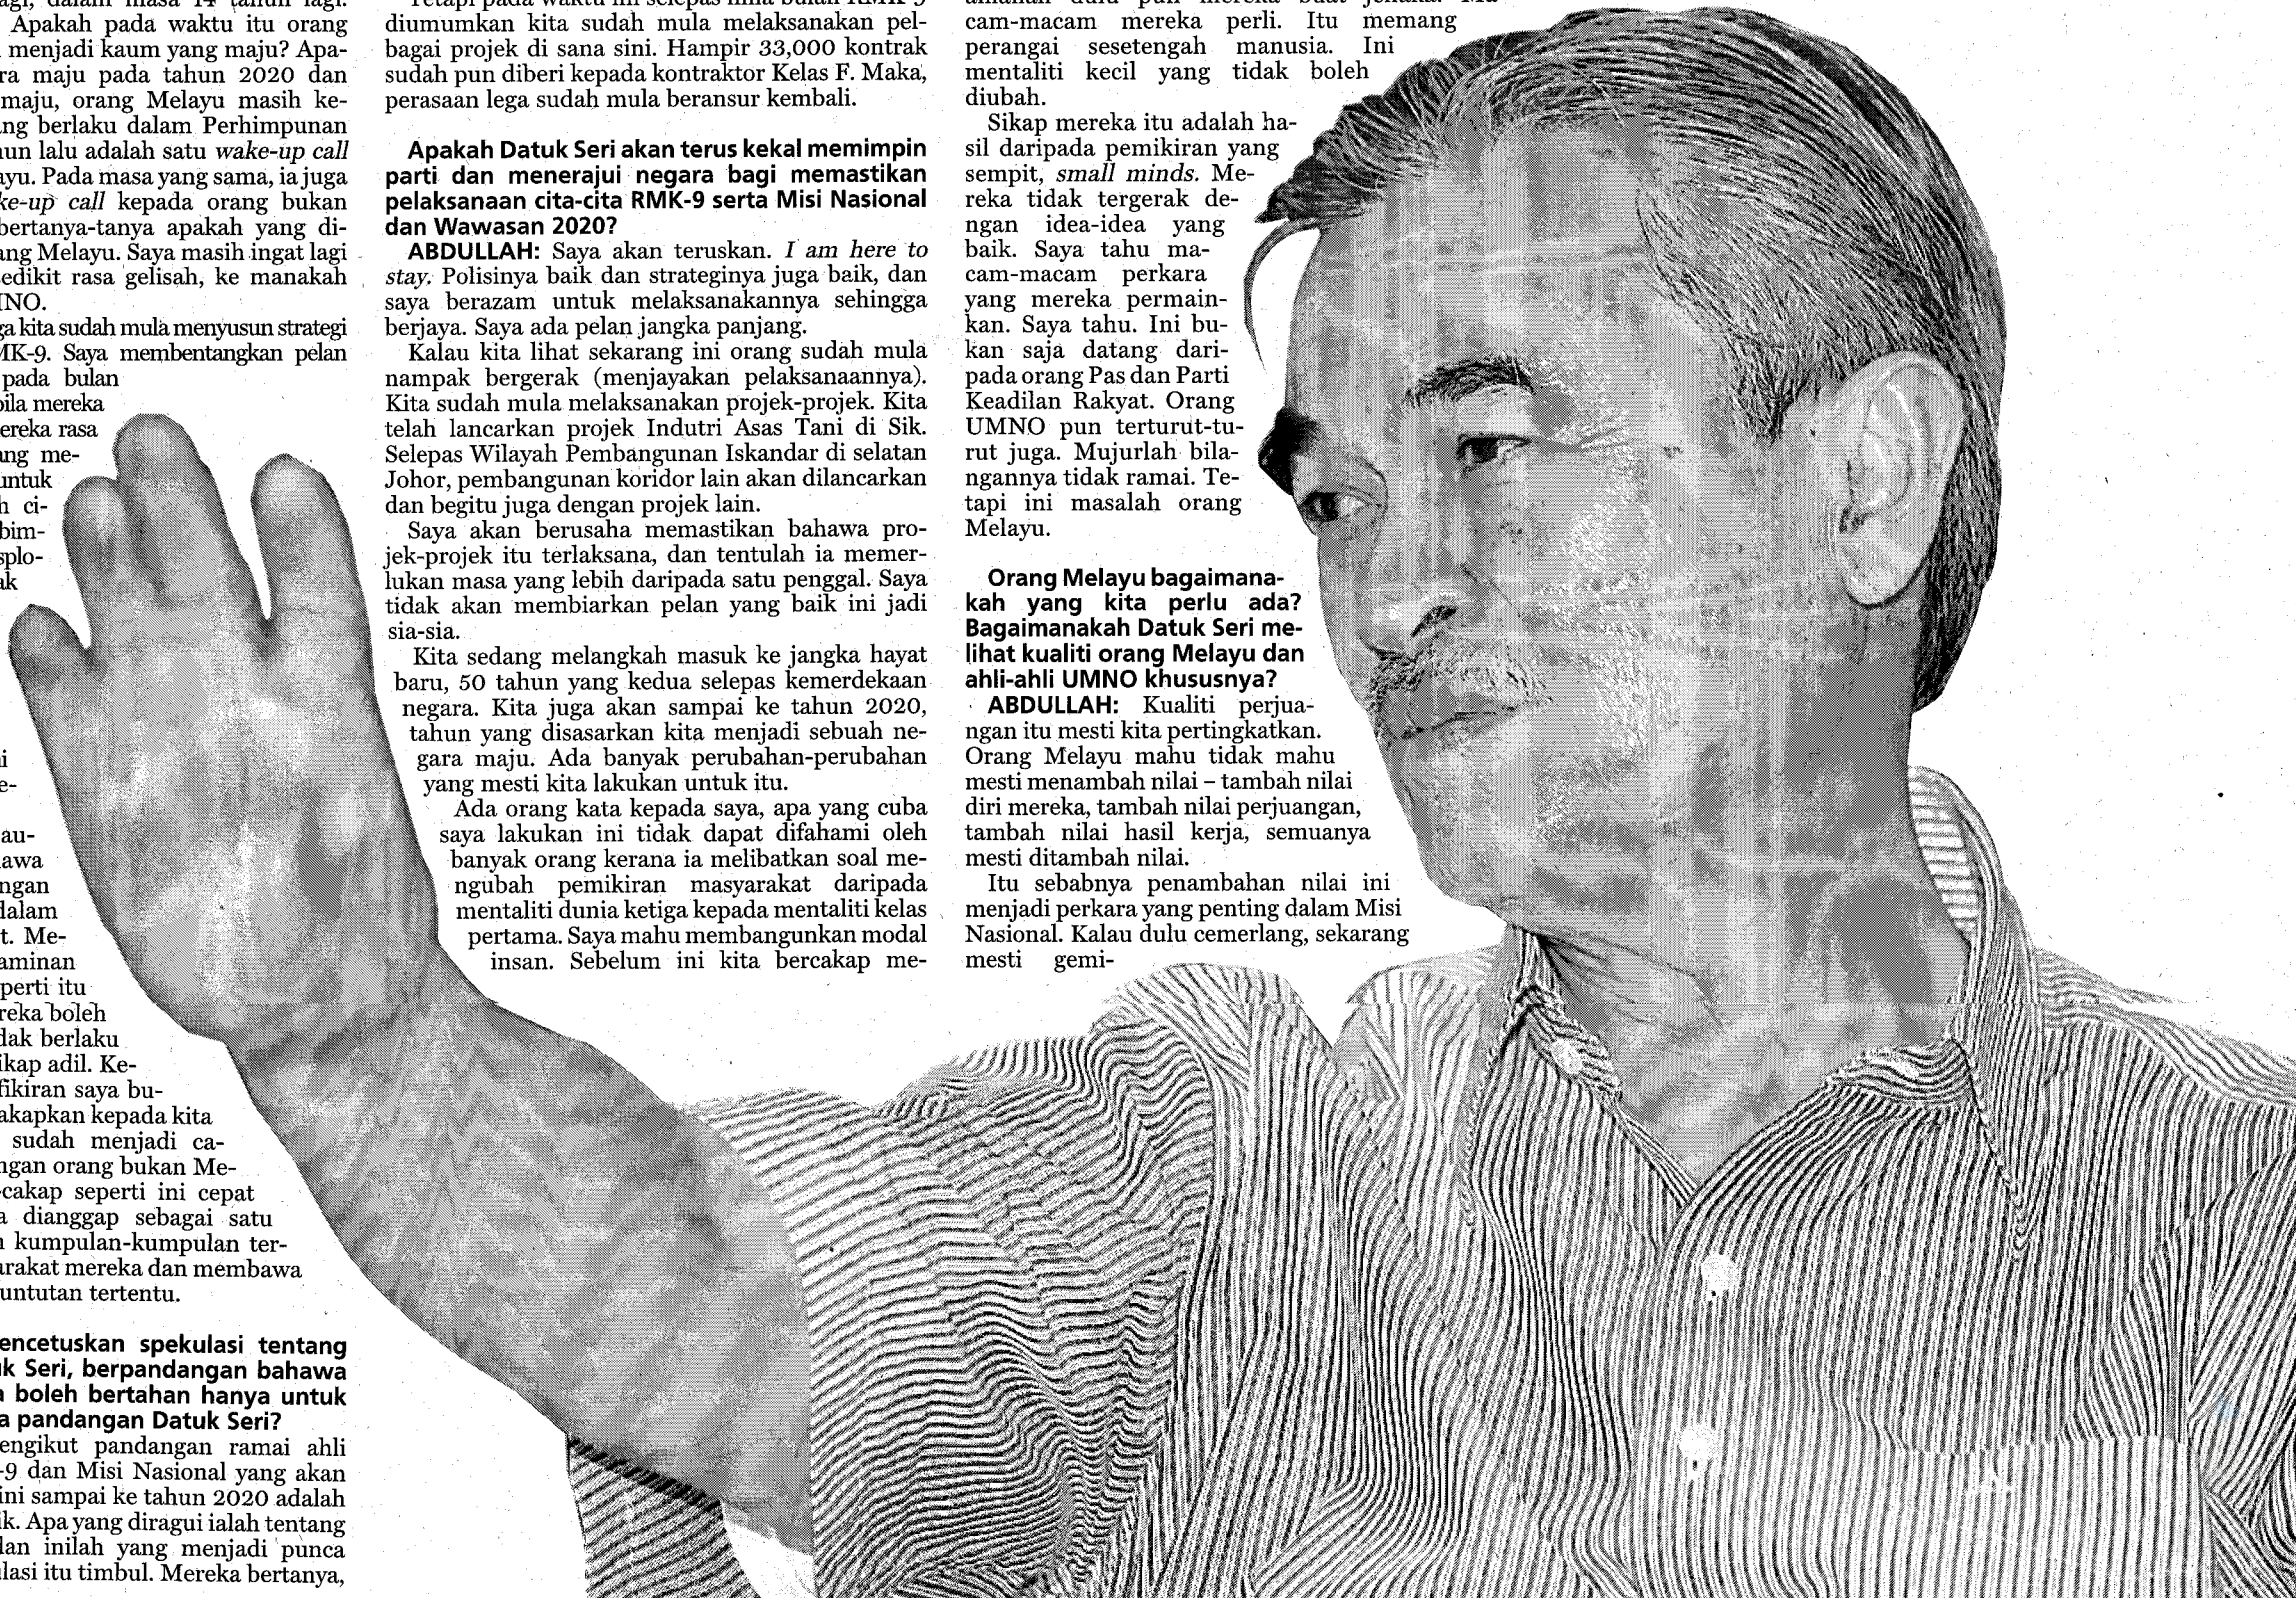 Apakah pada waktu itu orang
menjadi kaum yang maju? Apa-
ra maju pada tahun 2020 dan
maju, orang Melayu masih ke-
ng berlaku dalam Perhimpunan
un lalu adalah satu wake-up call
yu. Pada masa yang sama, ia juga
ke-up call kepada orang bukan
bertanya-tanya apakah yang di-
ang Melayu. Saya masih ingat lagi
edikit rasa gelisah, ke manakah
NO.
ga kita sudah mula menyusun strategi
MK-9. Saya membentangkan pelan
pada bulan
bila mereka
ereka rasa
ang me-
untuk
h ci-
bim-
splo-
ak
i
e-
au-
awa
ngan
dalam
t. Me-
aminan
perti itu
reka boleh
dak berlaku
ikap adil. Ke-
fikiran saya bu-
akapkan kepada kita
sudah menjadi ca-
ngan orang bukan Me-
-cakap seperti ini cepat
a dianggap sebagai satu
n kumpulan-kumpulan ter-
arakat mereka dan membawa
untutan tertentu.
encetuskan spekulasi tentang
k Seri, berpandangan bahawa
a boleh bertahan hanya untuk
a pandangan Datuk Seri?
engikut pandangan ramai ahli
-9 dan Misi Nasional yang akan
ini sampai ke tahun 2020 adalah
ik. Apa yang diragui ialah tentang
dan inilah yang menjadi punca
lasi itu timbul. Mereka bertanya,
diumumkan kita sudah mula melaksanakan pel-
bagai projek di sana sini. Hampir 33,000 kontrak
sudah pun diberi kepada kontraktor Kelas F. Maka,
perasaan lega sudah mula beransur kembali.
Apakah Datuk Seri akan terus kekal memimpin
parti dan menerajui negara bagi memastikan
pelaksanaan cita-cita RMK-9 serta Misi Nasional
dan Wawasan 2020?
ABDULLAH: Saya akan teruskan. I am here to
stay. Polisinya baik dan strateginya juga baik, dan
saya berazam untuk melaksanakannya sehingga
berjaya. Saya ada pelan jangka panjang.
Kalau kita lihat sekarang ini orang sudah mula
nampak bergerak (menjayakan pelaksanaannya).
Kita sudah mula melaksanakan projek-projek. Kita
telah lancarkan projek Indutri Asas Tani di Sik.
Selepas Wilayah Pembangunan Iskandar di selatan
Johor, pembangunan koridor lain akan dilancarkan
dan begitu juga dengan projek lain.
Saya akan berusaha memastikan bahawa pro-
jek-projek itu terlaksana, dan tentulah ia memer-
lukan masa yang lebih daripada satu penggal. Saya
tidak akan membiarkan pelan yang baik ini jadi
sia-sia.
Kita sedang melangkah masuk ke jangka hayat
baru, 50 tahun yang kedua selepas kemerdekaan
negara. Kita juga akan sampai ke tahun 2020,
tahun yang disasarkan kita menjadi sebuah ne-
gara maju. Ada banyak perubahan-perubahan
yang mesti kita lakukan untuk itu.
Ada orang kata kepada saya, apa yang cuba
saya lakukan ini tidak dapat difahami oleh
banyak orang kerana ia melibatkan soal me-
ngubah pemikiran masyarakat daripada
mentaliti dunia ketiga kepada mentaliti kelas
pertama. Saya mahu membangunkan modal
insan. Sebelum ini kita bercakap me-
cam-macam mereka perli. Itu memang
perangai sesetengah manusia. Ini
mentaliti kecil yang tidak boleh
diubah.
Sikap mereka itu adalah ha-
sil daripada pemikiran yang
sempit, small minds. Me-
reka tidak tergerak de-
ngan idea-idea yang
baik. Saya tahu ma-
cam-macam perkara
yang mereka permain-
kan. Saya tahu. Ini bu-
kan saja datang dari-
pada orang Pas dan Parti
Keadilan Rakyat. Orang
UMNO pun terturut-tu-
rut juga. Mujurlah bila-
ngannya tidak ramai. Te-
tapi ini masalah orang
Melayu.
Orang Melayu bagaimana-
kah yang kita perlu ada?
Bagaimanakah Datuk Seri me-
lihat kualiti orang Melayu dan
ahli-ahli UMNO khususnya?
ABDULLAH: Kualiti perjua-
ngan itu mesti kita pertingkatkan.
Orang Melayu mahu tidak mahu
mesti menambah nilai – tambah nilai
diri mereka, tambah nilai perjuangan,
tambah nilai hasil kerja, semuanya
mesti ditambah nilai.
Itu sebabnya penambahan nilai ini
menjadi perkara yang penting dalam Misi
Nasional. Kalau dulu cemerlang, sekarang
mesti gemi-